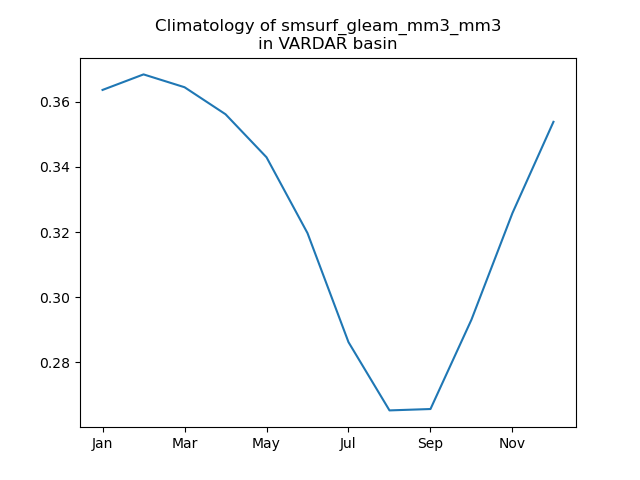 Climatology of smsurf_gleam_mm3_mm3
in VARDAR basin
0.36
0.34
0.32
0.30
0.28
Jan Mar May Jul Sep Nov